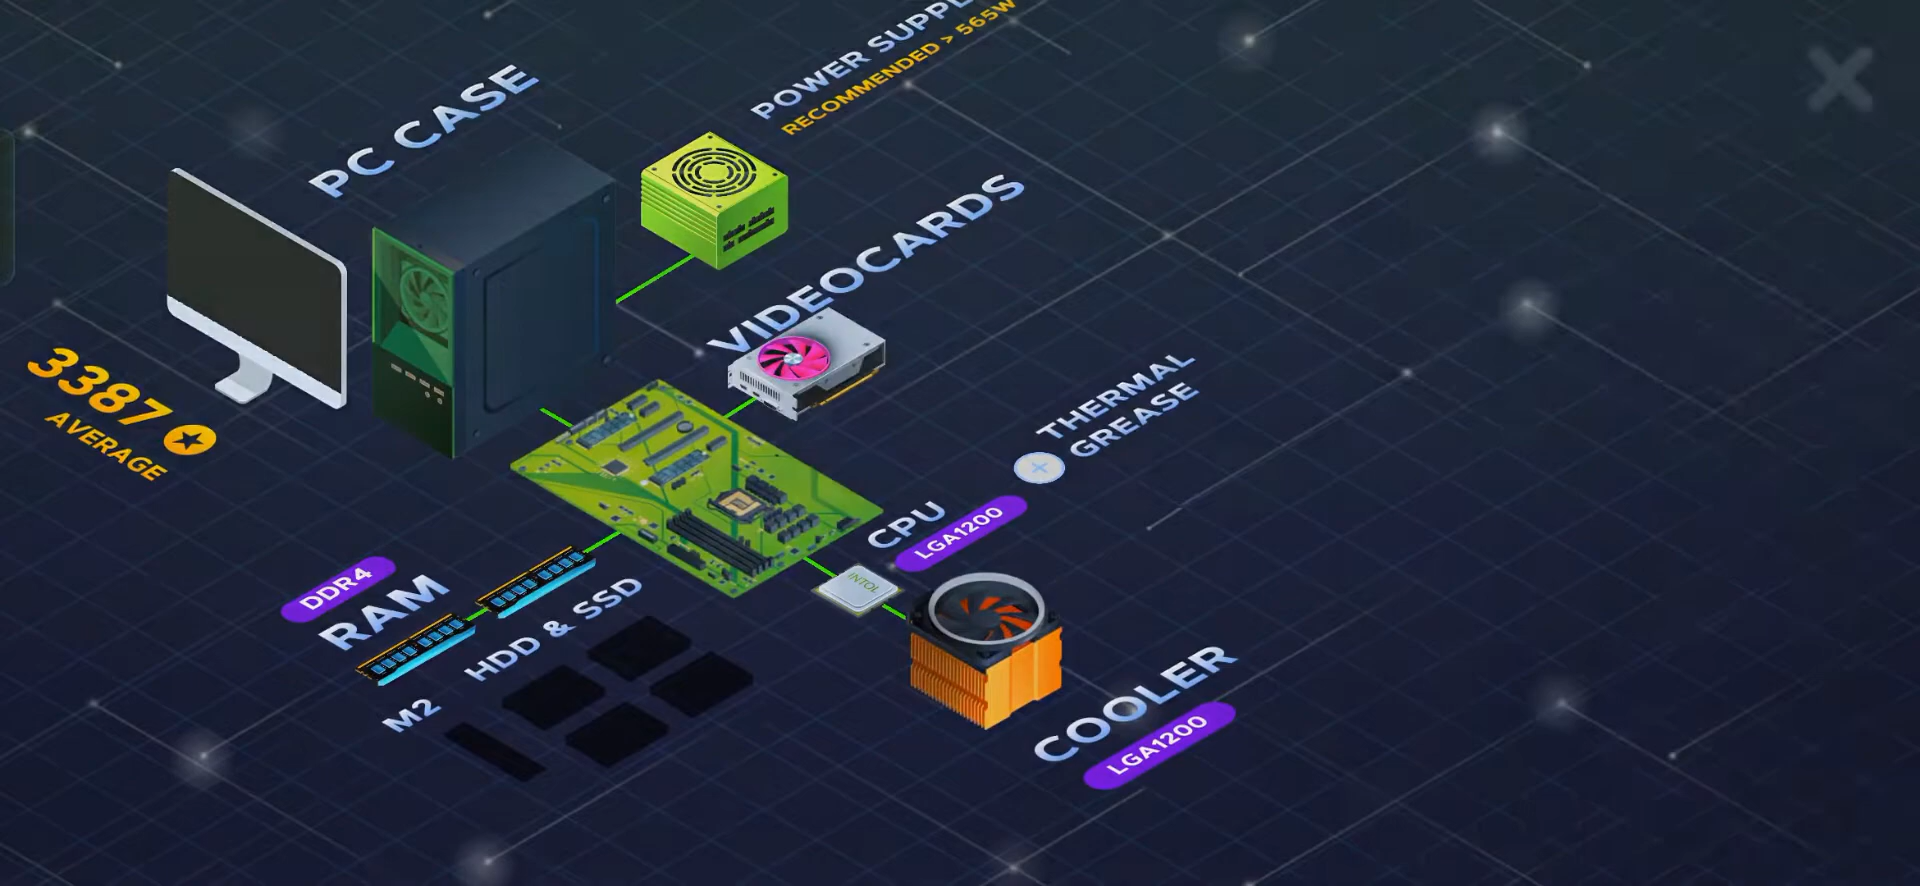 POWER SUPPL
RECOMMENDED > 565W
PC CASE
VIDEOCARDS
3387
AVERAGE
THERMAL
GREASE
CPU
LGA1200
INTOL
DDR4
RAM
HDD & SSD
M2
COOLER
LGA1200